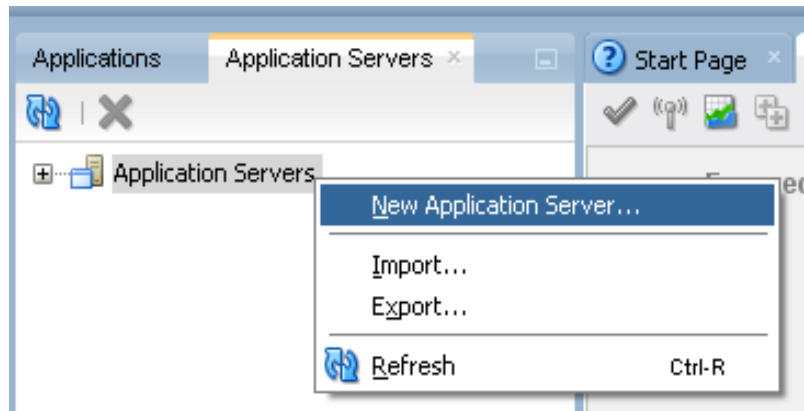 Applications Application Servers Start Page
Application Servers
New Application Server...
Import...
Export...
Refresh Ctrl-R